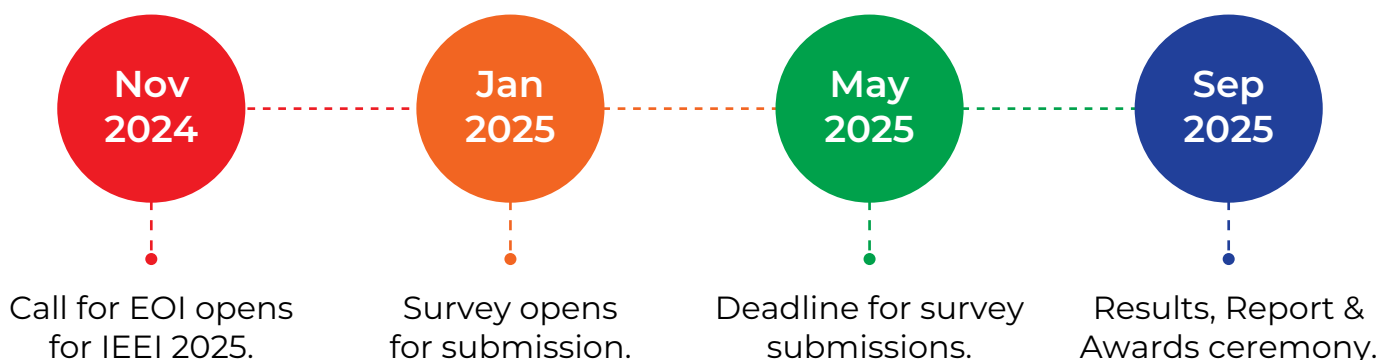 Nov
2024
Jan
2025
May
2025
Sep
2025
Call for EOI opens
for IEEI 2025.
Survey opens
for submission.
Deadline for survey
submissions.
Results, Report &
Awards ceremony.